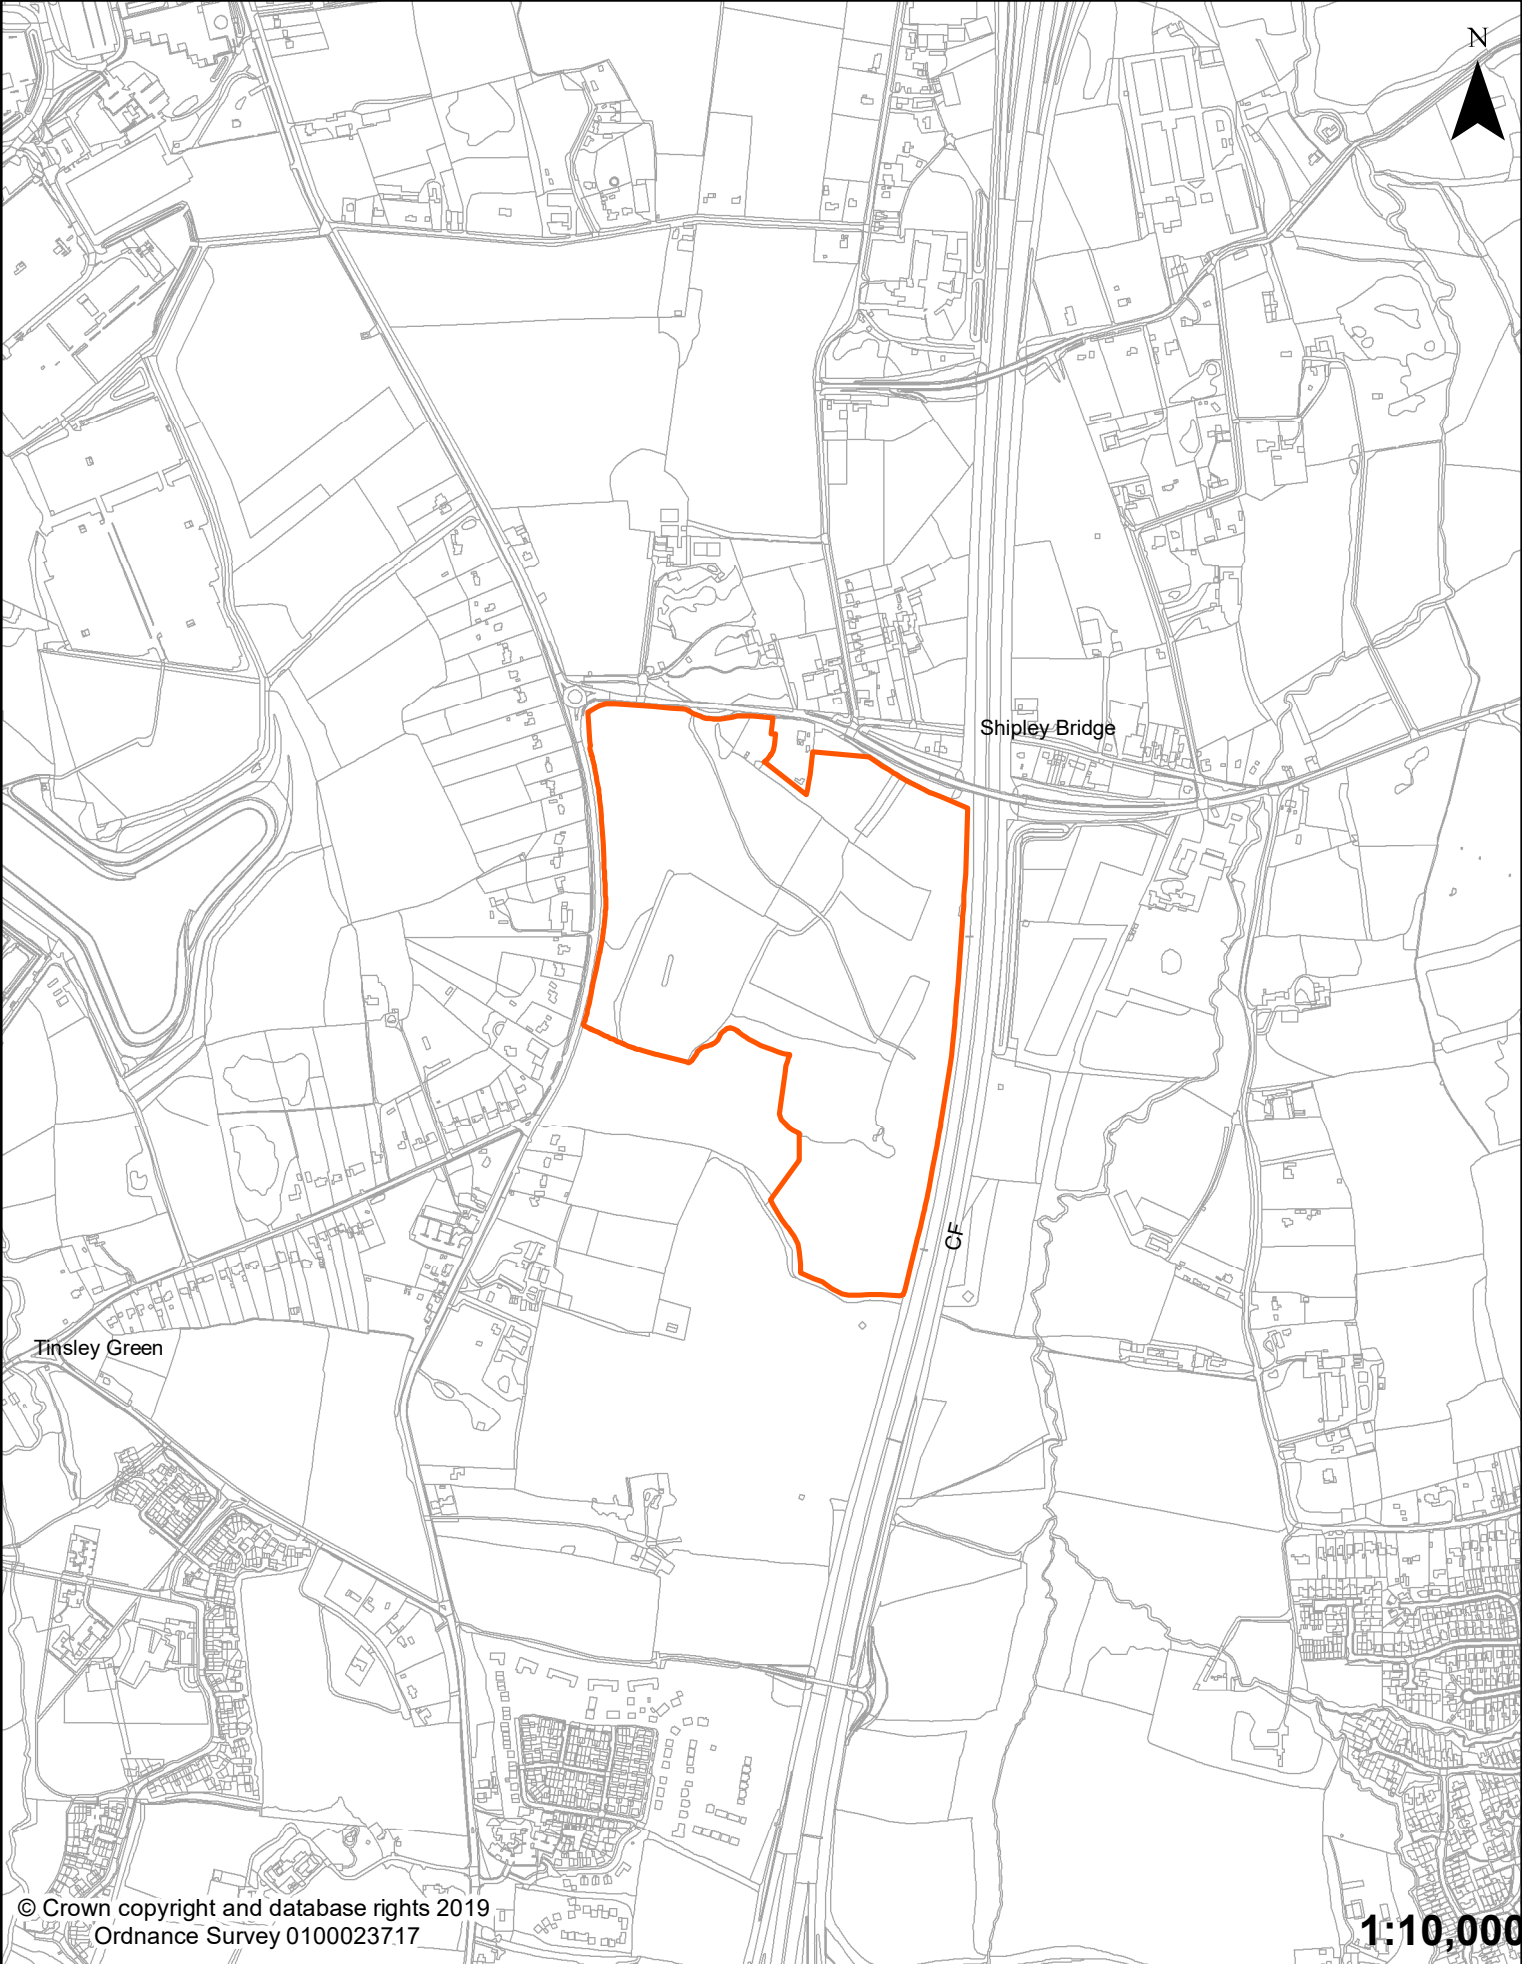 N
Shipley Bridge
CF
Tinsley Green
© Crown copyright and database rights 2019
Ordnance Survey 0100023717
1:10,000